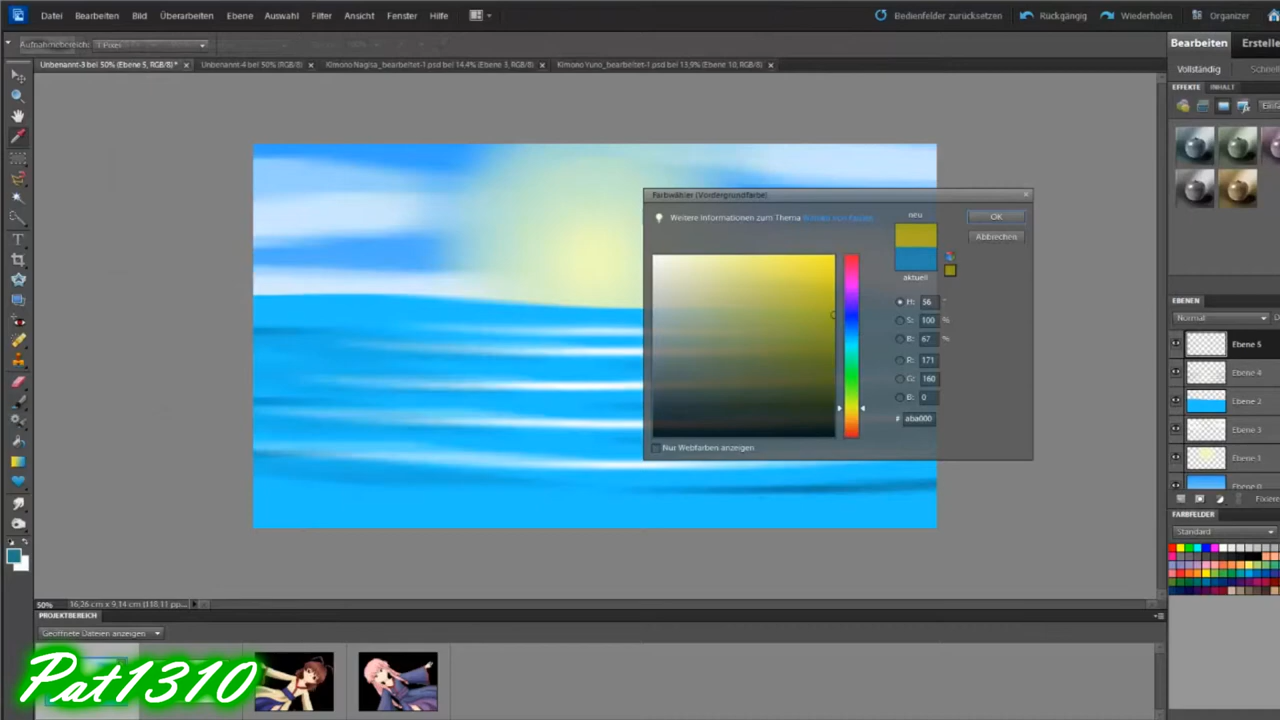 Datei Bearbeiten Bild Überarbeiten Ebene Auswahl Filter Ansicht Fenster Hilfe Bedienfelder zurücksetzen Rückgängig Wiederholen Organizer
Aufnahmebereich: 1 Pixel
Bearbeiten Erstelle
Unbenannt-3 bei 50% (Ebene 5, RGB/8) * Unbenannt-4 bei 50% (RGB/8) Kimono Nagisa_bearbeitet-1.psd bei 14,4% (Ebene 3, RGB/8) Kimono Yuno_bearbeitet-1.psd bei 13,9% (Ebene 10, RGB/8)
Vollständig Schnell
EFFEKTE INHALT
Farbwähler (Vordergrundfarbe)
Weitere Informationen zum Thema
neu
OK
Abbrechen
aktuell
H: 56 °
S: 100 %
B: 67 %
R: 171
G: 160
B: 0
# aba000
Nur Webfarben anzeigen
EBENEN
Normal
Ebene 5
Ebene 4
Ebene 2
Ebene 3
Ebene 1
Ebene 0
Fixiere
FARBFELDER
Standard
50% 16,26 cm x 9,14 cm (118,11 pp...
PROJEKTBEREICH
Geöffnete Dateien anzeigen
Pat1310